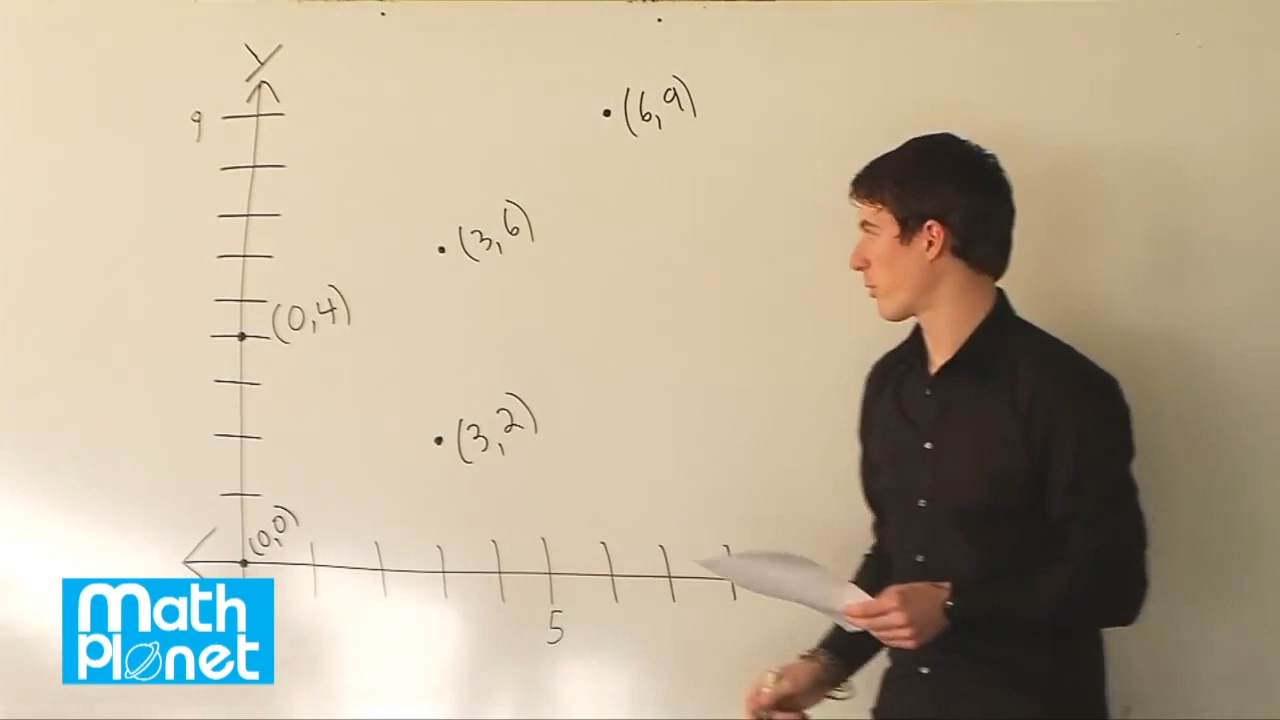 Y
9
(6,9)
(3,6)
(0,4)
(3,2)
(0,0)
5
Math
Planet